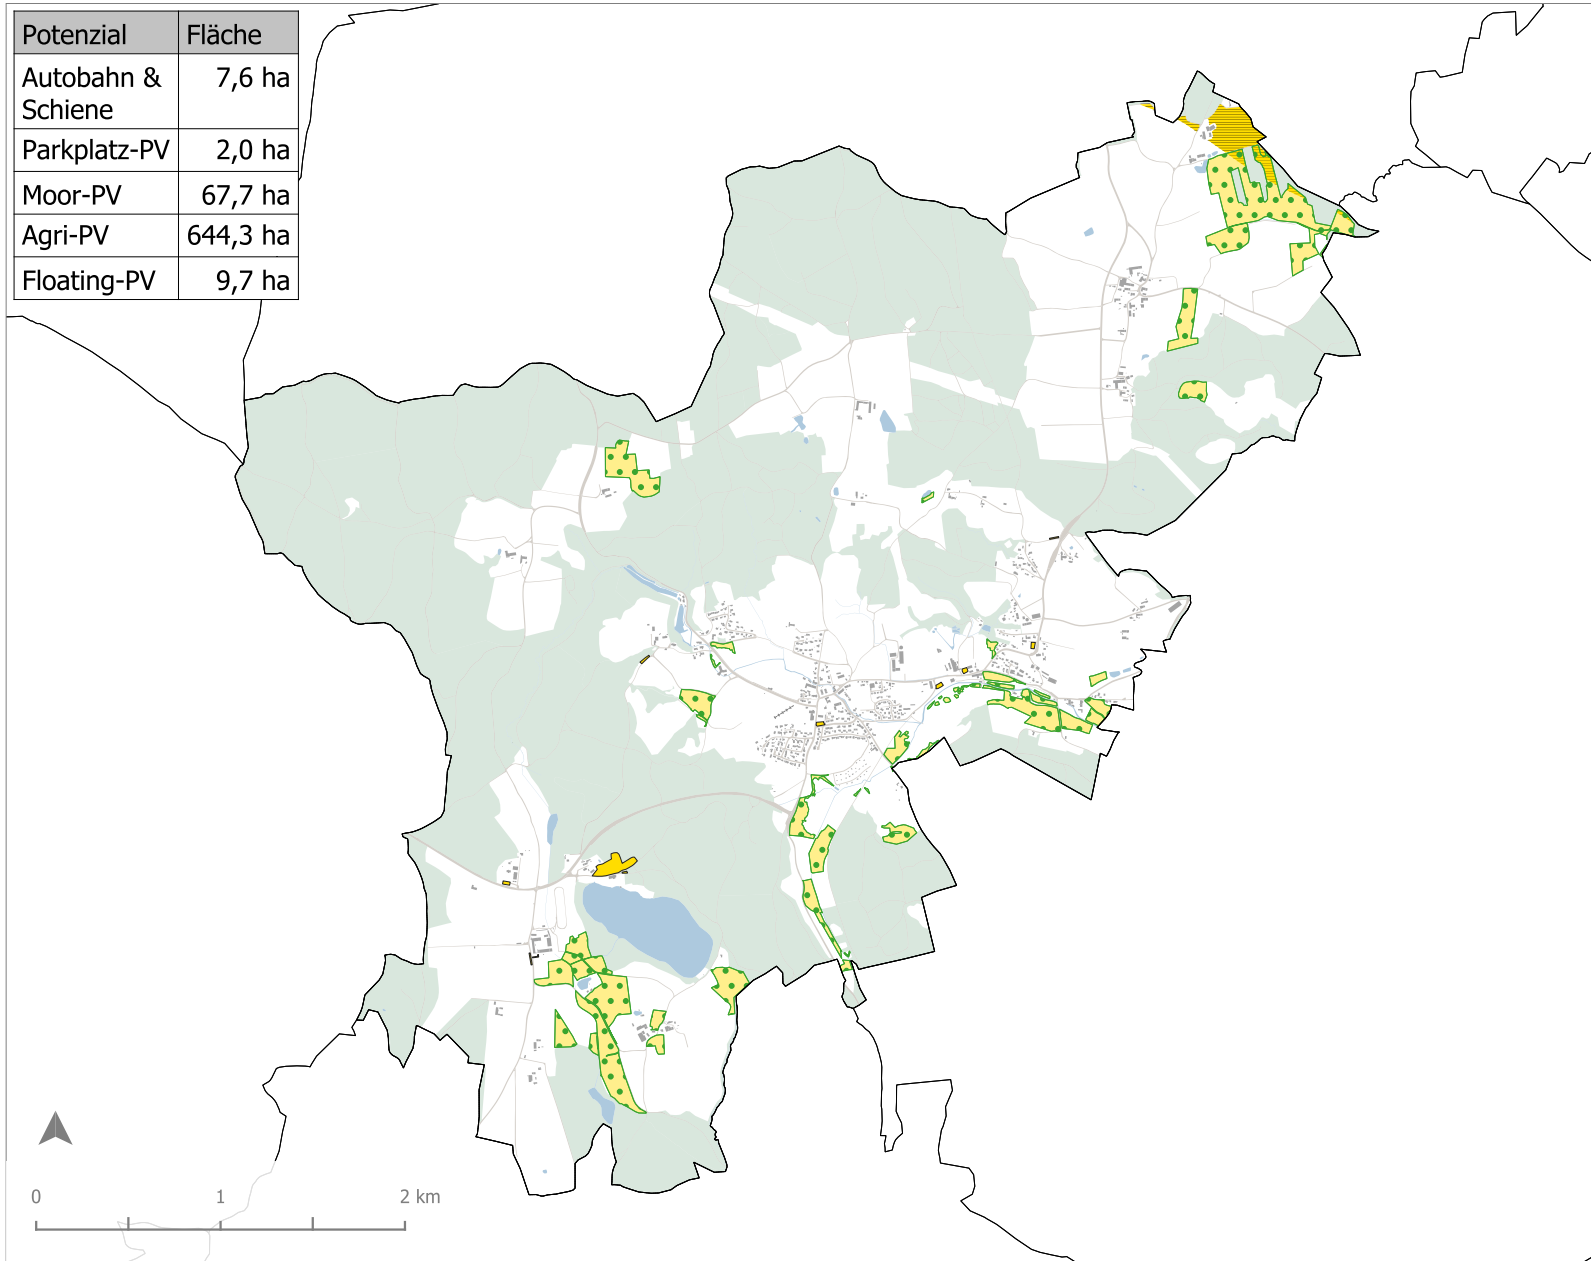 Potenzial Fläche
Autobahn & 7,6 ha
Schiene
Parkplatz-PV 2,0 ha
Moor-PV 67,7 ha
Agri-PV 644,3 ha
Floating-PV 9,7 ha
0 1 2 km